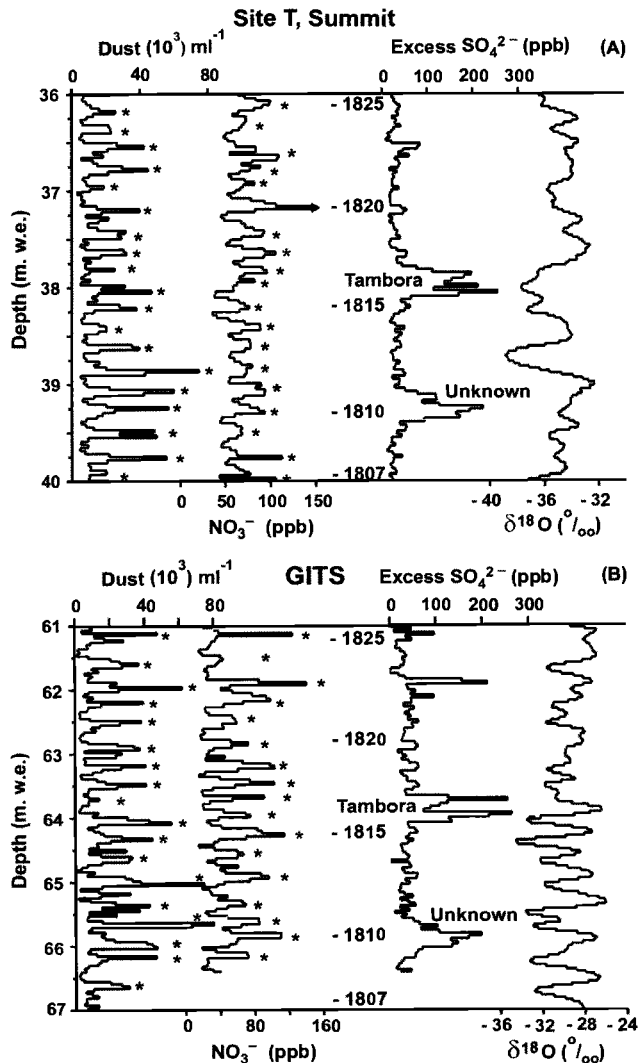 Site T, Summit
Dust (10³) ml⁻¹ Excess SO₄²⁻ (ppb) (A)
0 40 80 0 100 200 300
36
37
38
39
40
Depth (m. w.e.)
* * * * * * * * * * * * * * * * * *
* * * * * * * * * * * * * * * * * *
- 1825
- 1820
Tambora
- 1815
Unknown
- 1810
- 1807
0 50 100 150 - 40 - 36 - 32
NO₃⁻ (ppb) δ¹⁸O (°/oo)
Dust (10³) ml⁻¹ GITS Excess SO₄²⁻ (ppb) (B)
0 40 80 0 100 200 300
61
62
63
64
65
66
67
Depth (m. w.e.)
* * * * * * * * * * * * * * * * * *
* * * * * * * * * * * * * * * *
- 1825
- 1820
Tambora
- 1815
Unknown
- 1810
- 1807
0 80 160 - 36 - 32 - 28 - 24
NO₃⁻ (ppb) δ¹⁸O (°/oo)